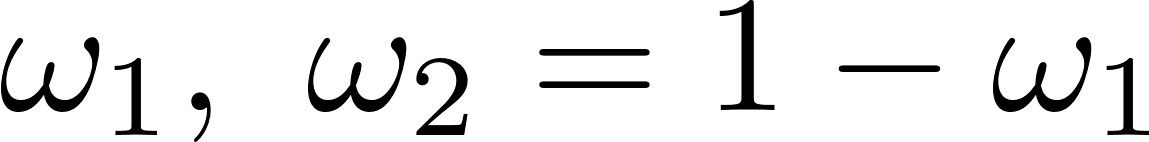 ω₁, ω₂ = 1 − ω₁